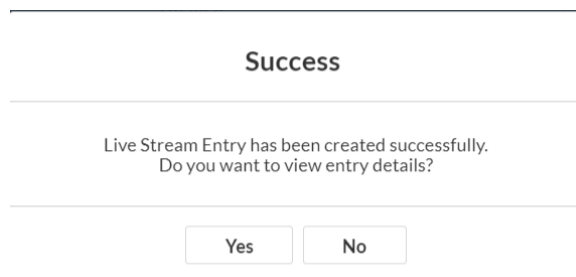 Success
Live Stream Entry has been created successfully.
Do you want to view entry details?
Yes No